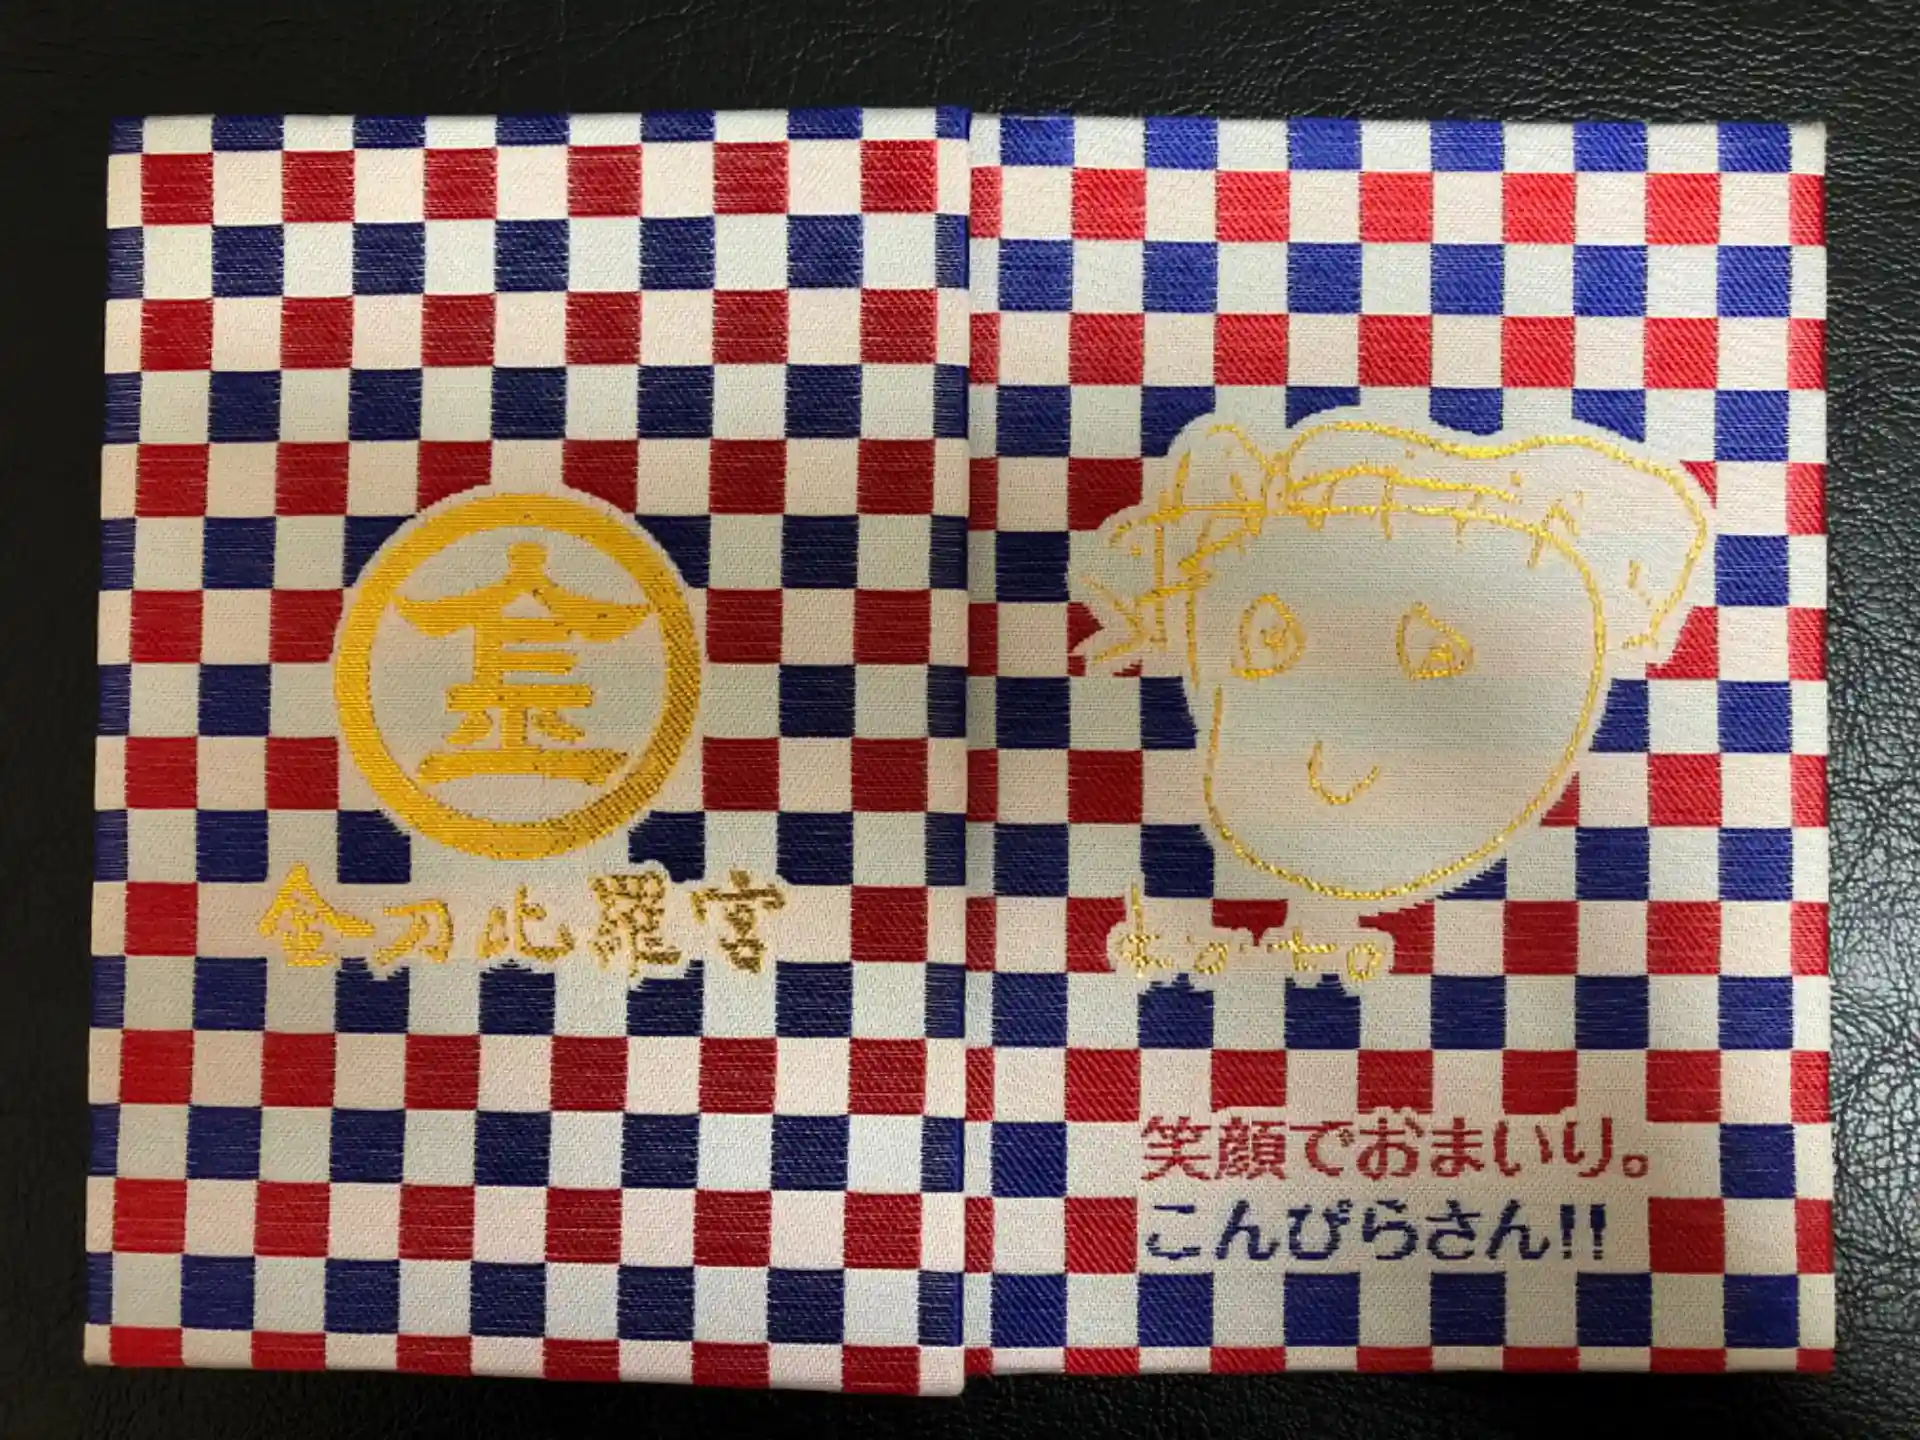 金
金刀比羅宮
笑顔でおまいり。
こんぴらさん!!